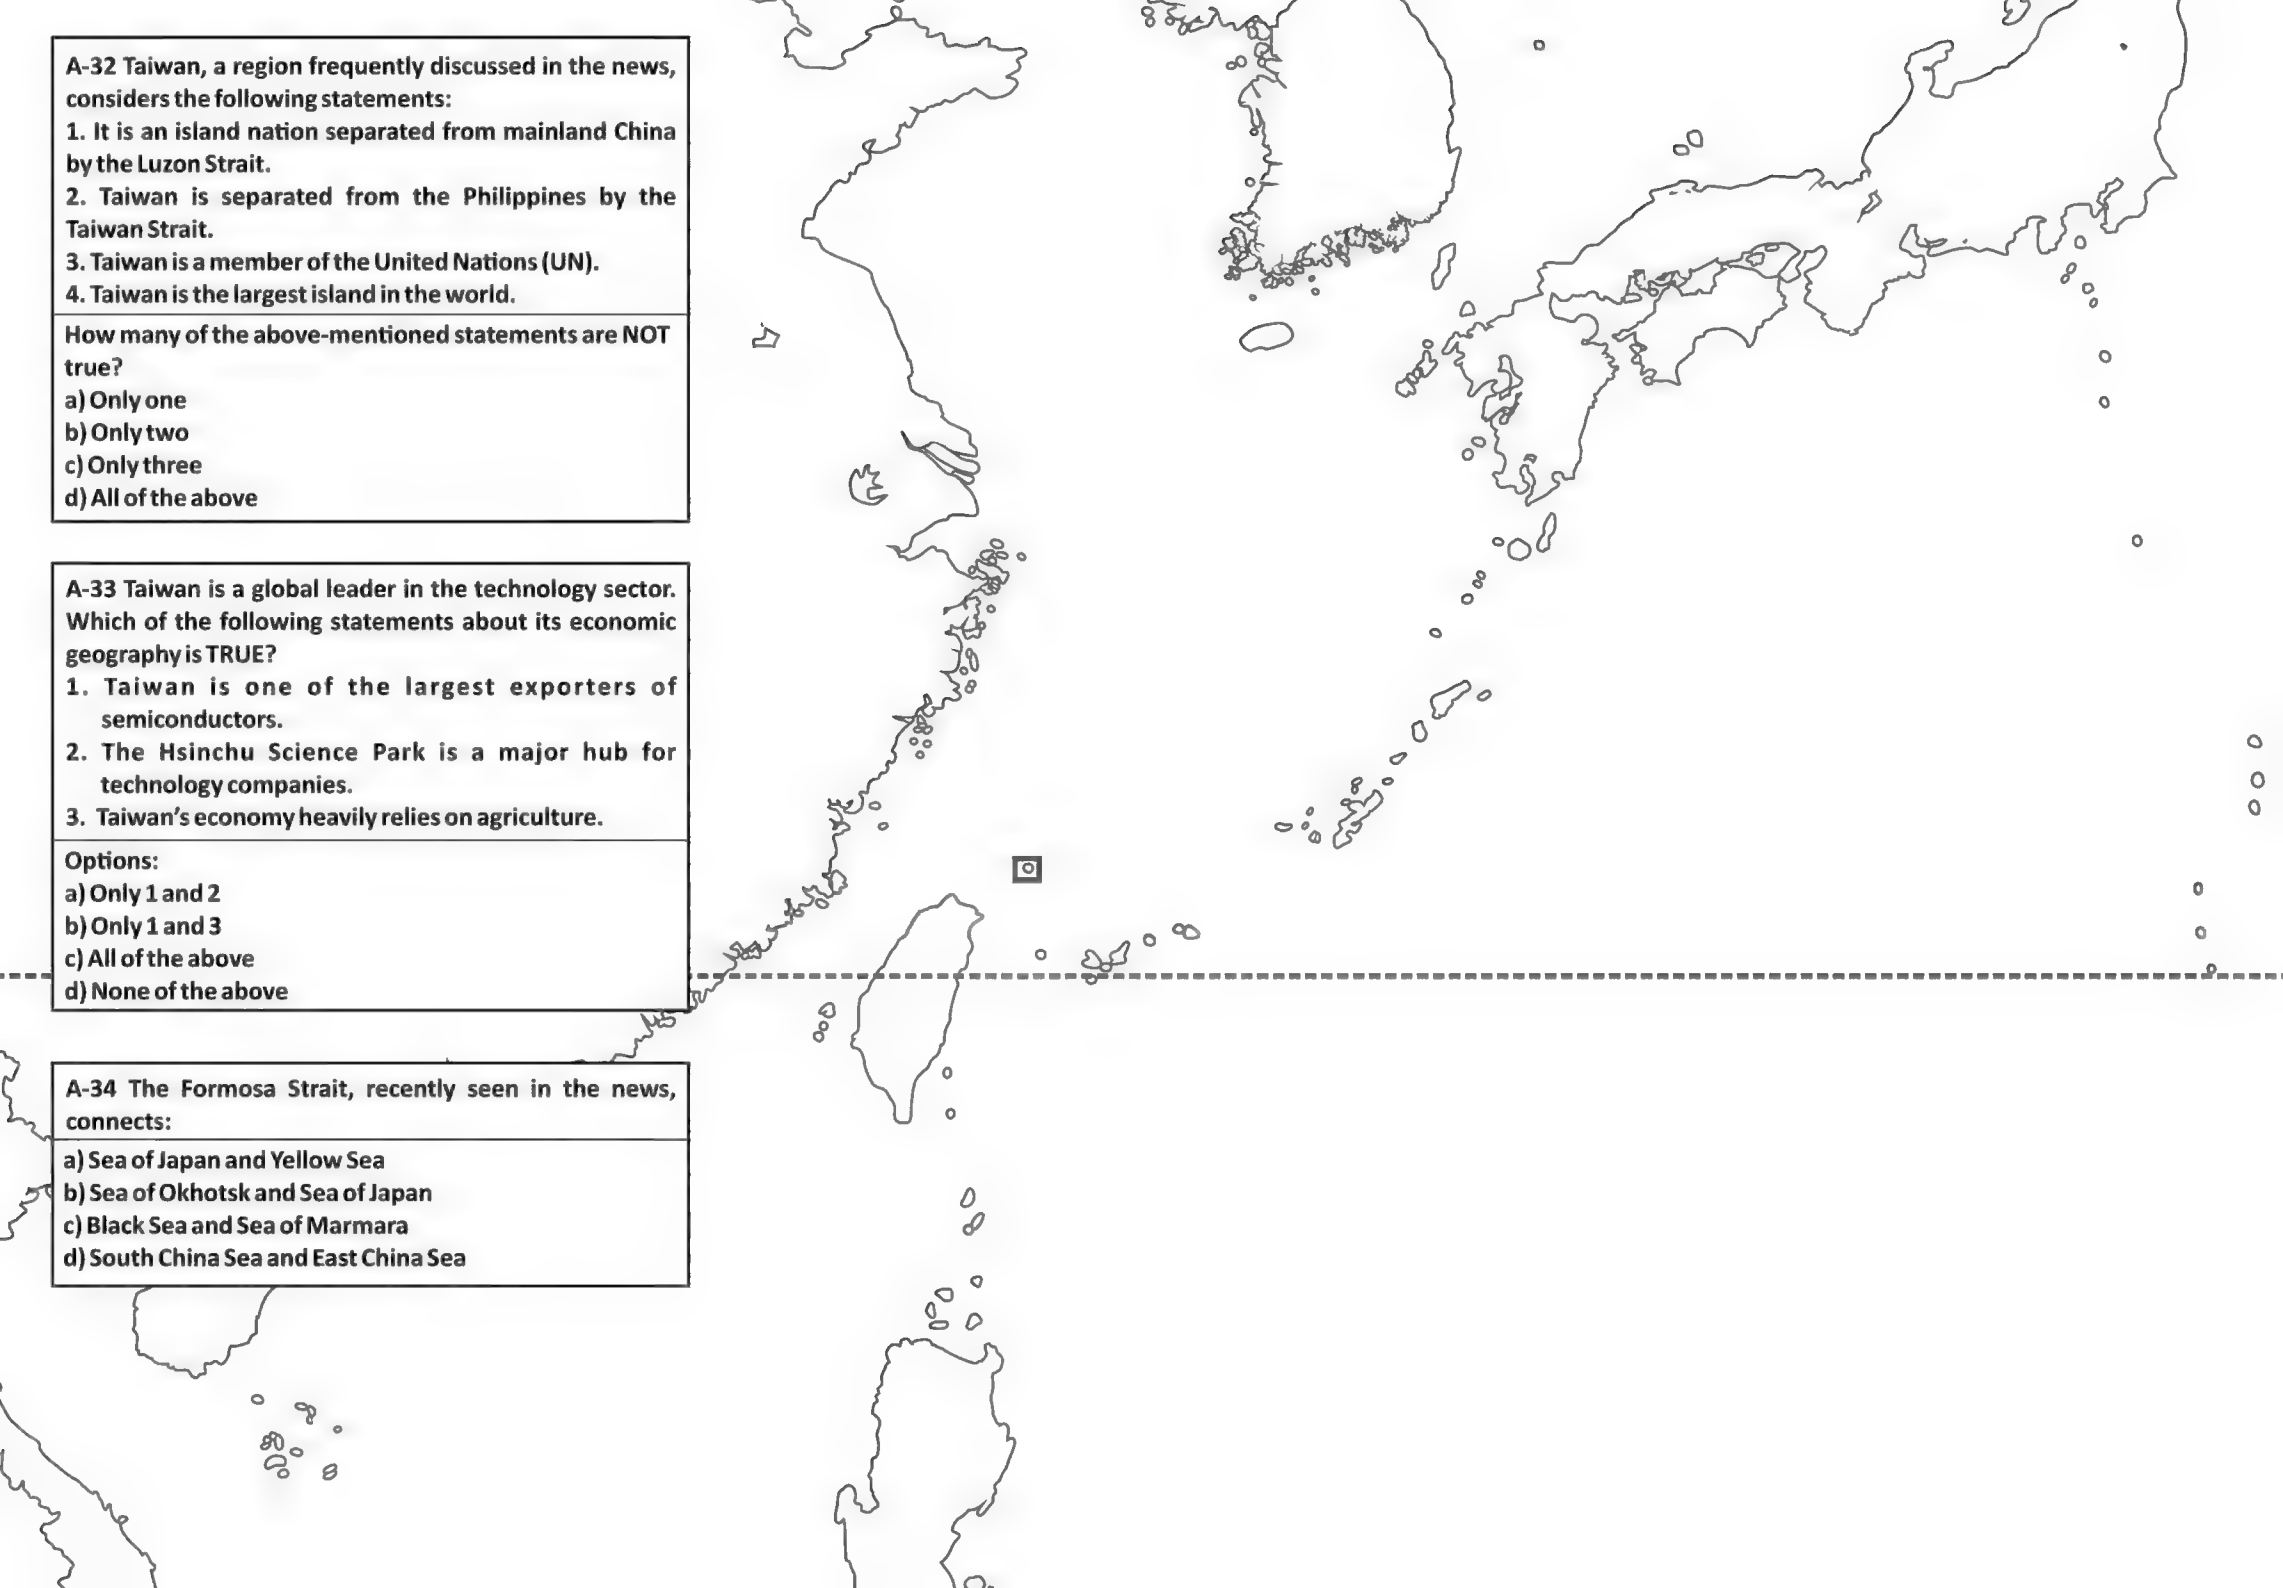 A-32 Taiwan, a region frequently discussed in the news,
considers the following statements:
1. It is an island nation separated from mainland China
by the Luzon Strait.
2. Taiwan is separated from the Philippines by the
Taiwan Strait.
3. Taiwan is a member of the United Nations (UN).
4. Taiwan is the largest island in the world.
How many of the above-mentioned statements are NOT
true?
a) Only one
b) Only two
c) Only three
d) All of the above
A-33 Taiwan is a global leader in the technology sector.
Which of the following statements about its economic
geography is TRUE?
1. Taiwan is one of the largest exporters of
semiconductors.
2. The Hsinchu Science Park is a major hub for
technology companies.
3. Taiwan's economy heavily relies on agriculture.
Options:
a) Only 1 and 2
b) Only 1 and 3
c) All of the above
d) None of the above
A-34 The Formosa Strait, recently seen in the news,
connects:
a) Sea of Japan and Yellow Sea
b) Sea of Okhotsk and Sea of Japan
c) Black Sea and Sea of Marmara
d) South China Sea and East China Sea